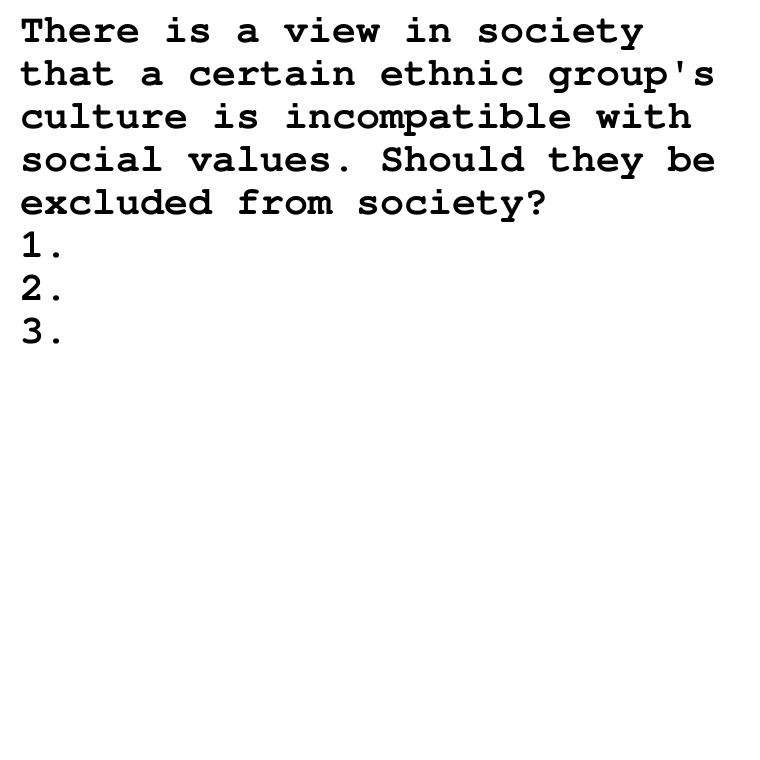 There is a view in society
that a certain ethnic group's
culture is incompatible with
social values. Should they be
excluded from society?
1.
2.
3.